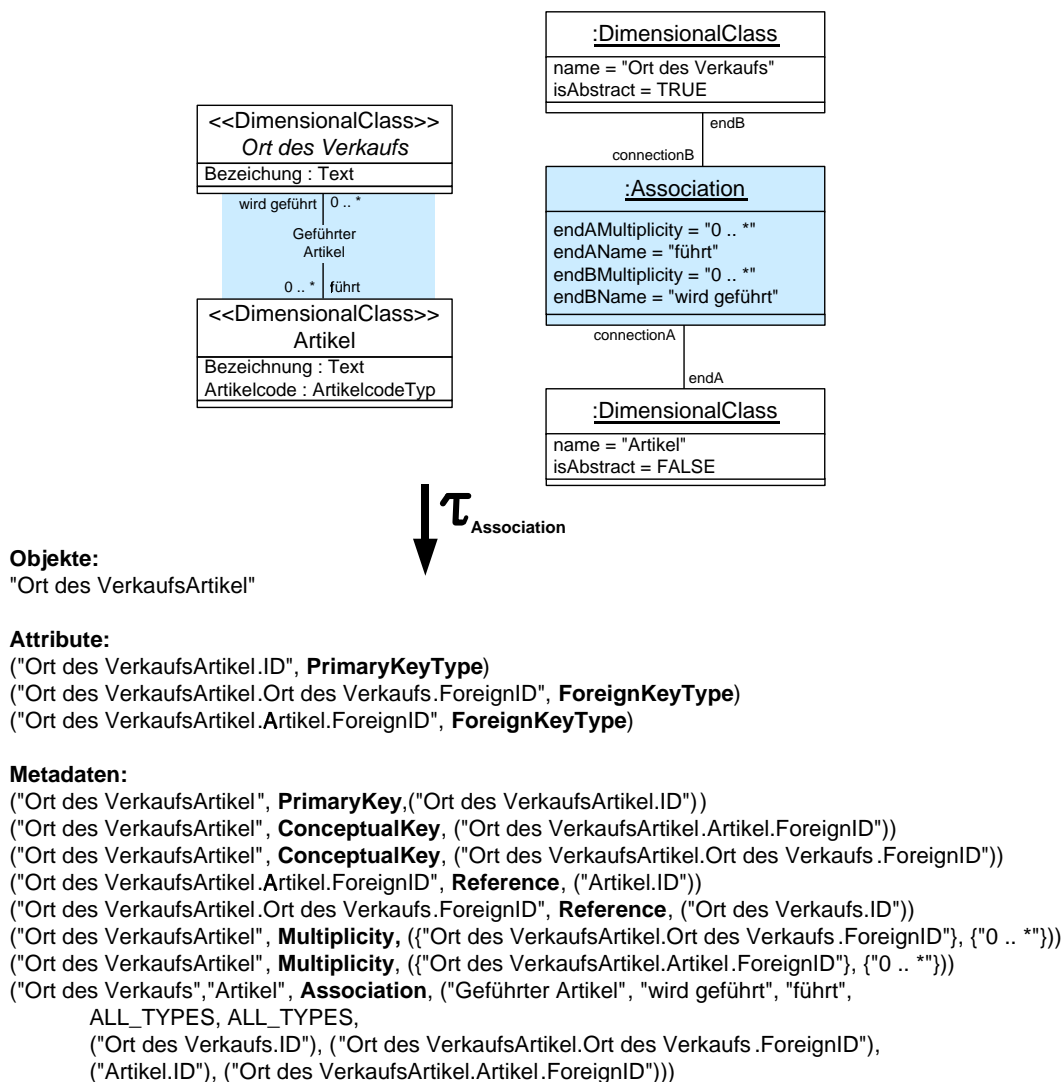 <<DimensionalClass>>
Ort des Verkaufs
Bezeichung : Text
wird geführt 0 .. *
Geführter
Artikel
0 .. * führt
<<DimensionalClass>>
Artikel
Bezeichnung : Text
Artikelcode : ArtikelcodeTyp
:DimensionalClass
name = "Ort des Verkaufs"
isAbstract = TRUE
endB
connectionB
:Association
endAMultiplicity = "0 .. *"
endAName = "führt"
endBMultiplicity = "0 .. *"
endBName = "wird geführt"
connectionA
endA
:DimensionalClass
name = "Artikel"
isAbstract = FALSE
τ Association
Objekte:
"Ort des VerkaufsArtikel"
Attribute:
("Ort des VerkaufsArtikel.ID", PrimaryKeyType)
("Ort des VerkaufsArtikel.Ort des Verkaufs.ForeignID", ForeignKeyType)
("Ort des VerkaufsArtikel.Artikel.ForeignID", ForeignKeyType)
Metadaten:
("Ort des VerkaufsArtikel", PrimaryKey,("Ort des VerkaufsArtikel.ID"))
("Ort des VerkaufsArtikel", ConceptualKey, ("Ort des VerkaufsArtikel.Artikel.ForeignID"))
("Ort des VerkaufsArtikel", ConceptualKey, ("Ort des VerkaufsArtikel.Ort des Verkaufs.ForeignID"))
("Ort des VerkaufsArtikel.Artikel.ForeignID", Reference, ("Artikel.ID"))
("Ort des VerkaufsArtikel.Ort des Verkaufs.ForeignID", Reference, ("Ort des Verkaufs.ID"))
("Ort des VerkaufsArtikel", Multiplicity, ({"Ort des VerkaufsArtikel.Ort des Verkaufs.ForeignID"}, {"0 .. *"}))
("Ort des VerkaufsArtikel", Multiplicity, ({"Ort des VerkaufsArtikel.Artikel.ForeignID"}, {"0 .. *"}))
("Ort des Verkaufs","Artikel", Association, ("Geführter Artikel", "wird geführt", "führt",
ALL_TYPES, ALL_TYPES,
("Ort des Verkaufs.ID"), ("Ort des VerkaufsArtikel.Ort des Verkaufs.ForeignID"),
("Artikel.ID"), ("Ort des VerkaufsArtikel.Artikel.ForeignID")))